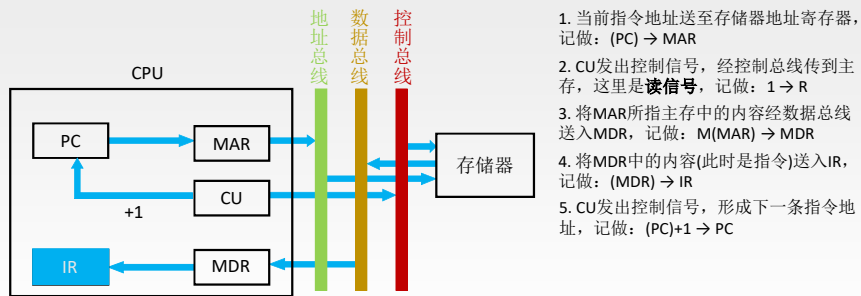 地址总线
数据总线
控制总线
CPU
PC
MAR
CU
+1
IR
MDR
存储器
1. 当前指令地址送至存储器地址寄存器,
记做：(PC) → MAR
2. CU发出控制信号，经控制总线传到主
存，这里是读信号，记做：1 → R
3. 将MAR所指主存中的内容经数据总线
送入MDR，记做：M(MAR) → MDR
4. 将MDR中的内容(此时是指令)送入IR，
记做：(MDR) → IR
5. CU发出控制信号，形成下一条指令地
址，记做：(PC)+1 → PC